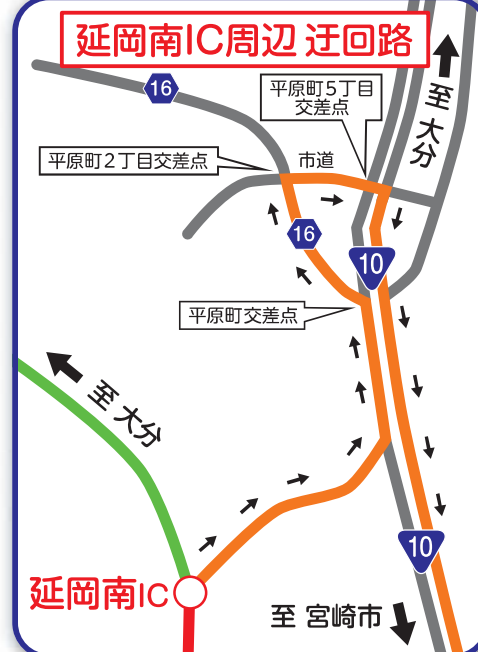 延岡南IC周辺 迂回路
16
平原町5丁目
交差点
至 大分
平原町2丁目交差点
市道
16
10
平原町交差点
至 大分
10
延岡南IC
至 宮崎市